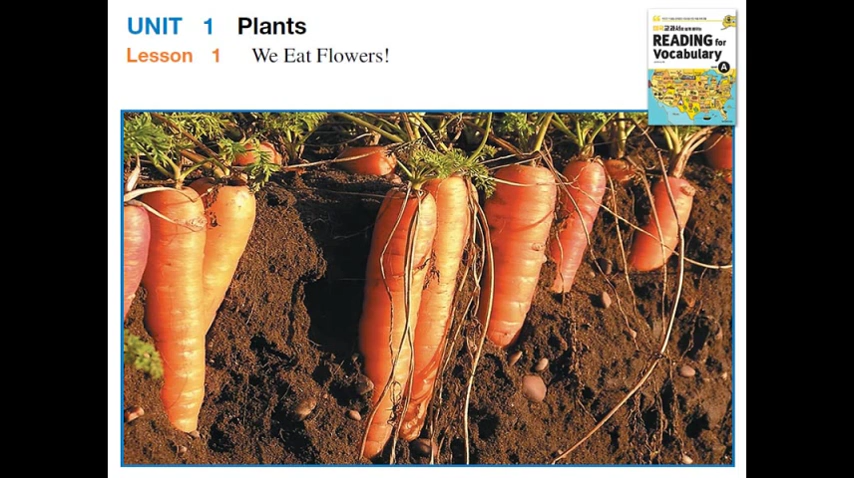 UNIT 1 Plants
Lesson 1 We Eat Flowers!
READING for
Vocabulary
A